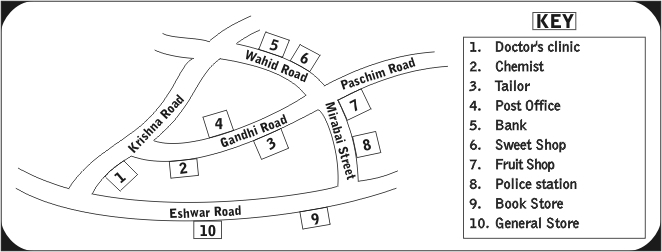 KEY
1. Doctor's clinic
2. Chemist
3. Tailor
4. Post Office
5. Bank
6. Sweet Shop
7. Fruit Shop
8. Police station
9. Book Store
10. General Store
5
6
Wahid Road
Paschim Road
7
Krishna Road
4
Gandhi Road
3
Mirabai Street
8
1
2
Eshwar Road
9
10